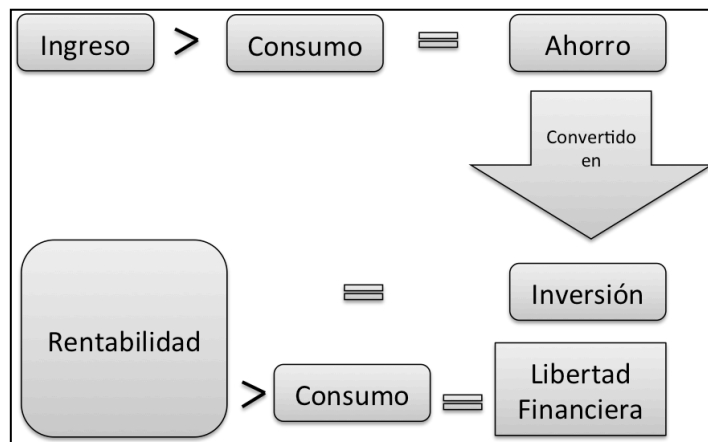 Ingreso > Consumo = Ahorro
Convertido
en
= Inversión
Rentabilidad
> Consumo = Libertad
Financiera